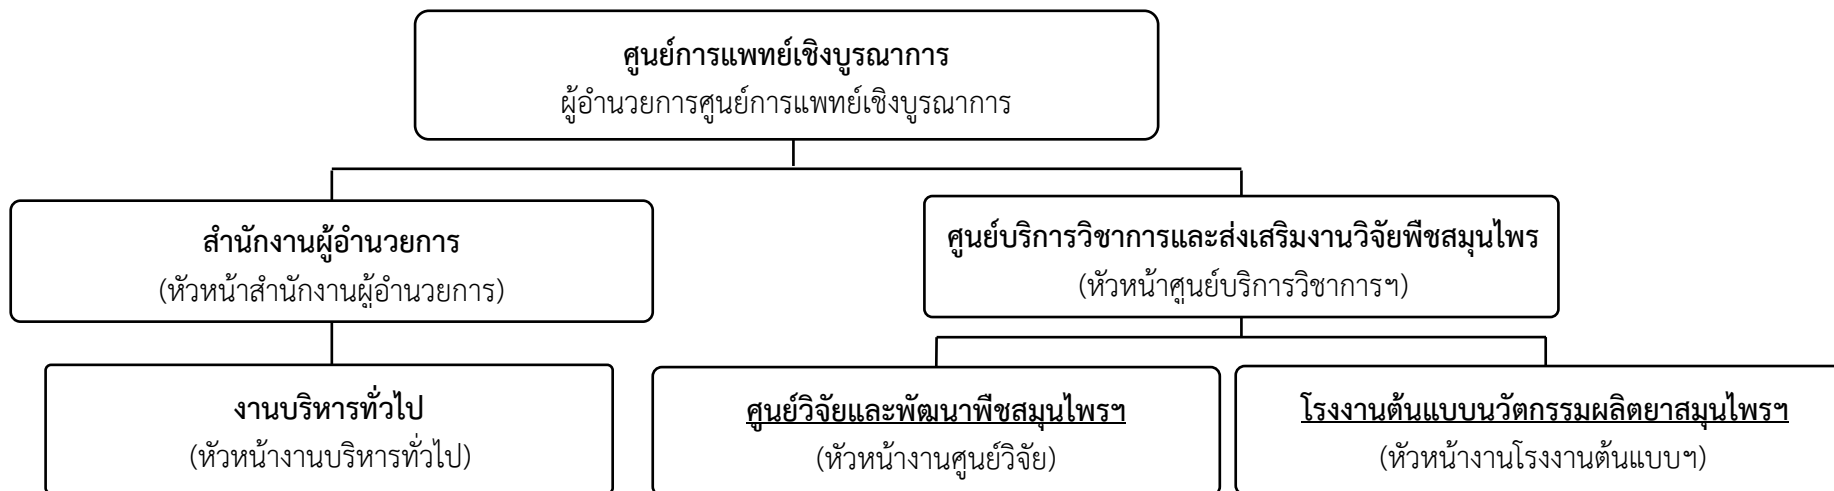 ศูนย์การแพทย์เชิงบูรณาการ
ผู้อำนวยการศูนย์การแพทย์เชิงบูรณาการ
สำนักงานผู้อำนวยการ
(หัวหน้าสำนักงานผู้อำนวยการ)
ศูนย์บริการวิชาการและส่งเสริมงานวิจัยพืชสมุนไพร
(หัวหน้าศูนย์บริการวิชาการฯ)
งานบริหารทั่วไป
(หัวหน้างานบริหารทั่วไป)
ศูนย์วิจัยและพัฒนาพืชสมุนไพรฯ
(หัวหน้างานศูนย์วิจัย)
โรงงานต้นแบบนวัตกรรมผลิตยาสมุนไพรฯ
(หัวหน้างานโรงงานต้นแบบฯ)